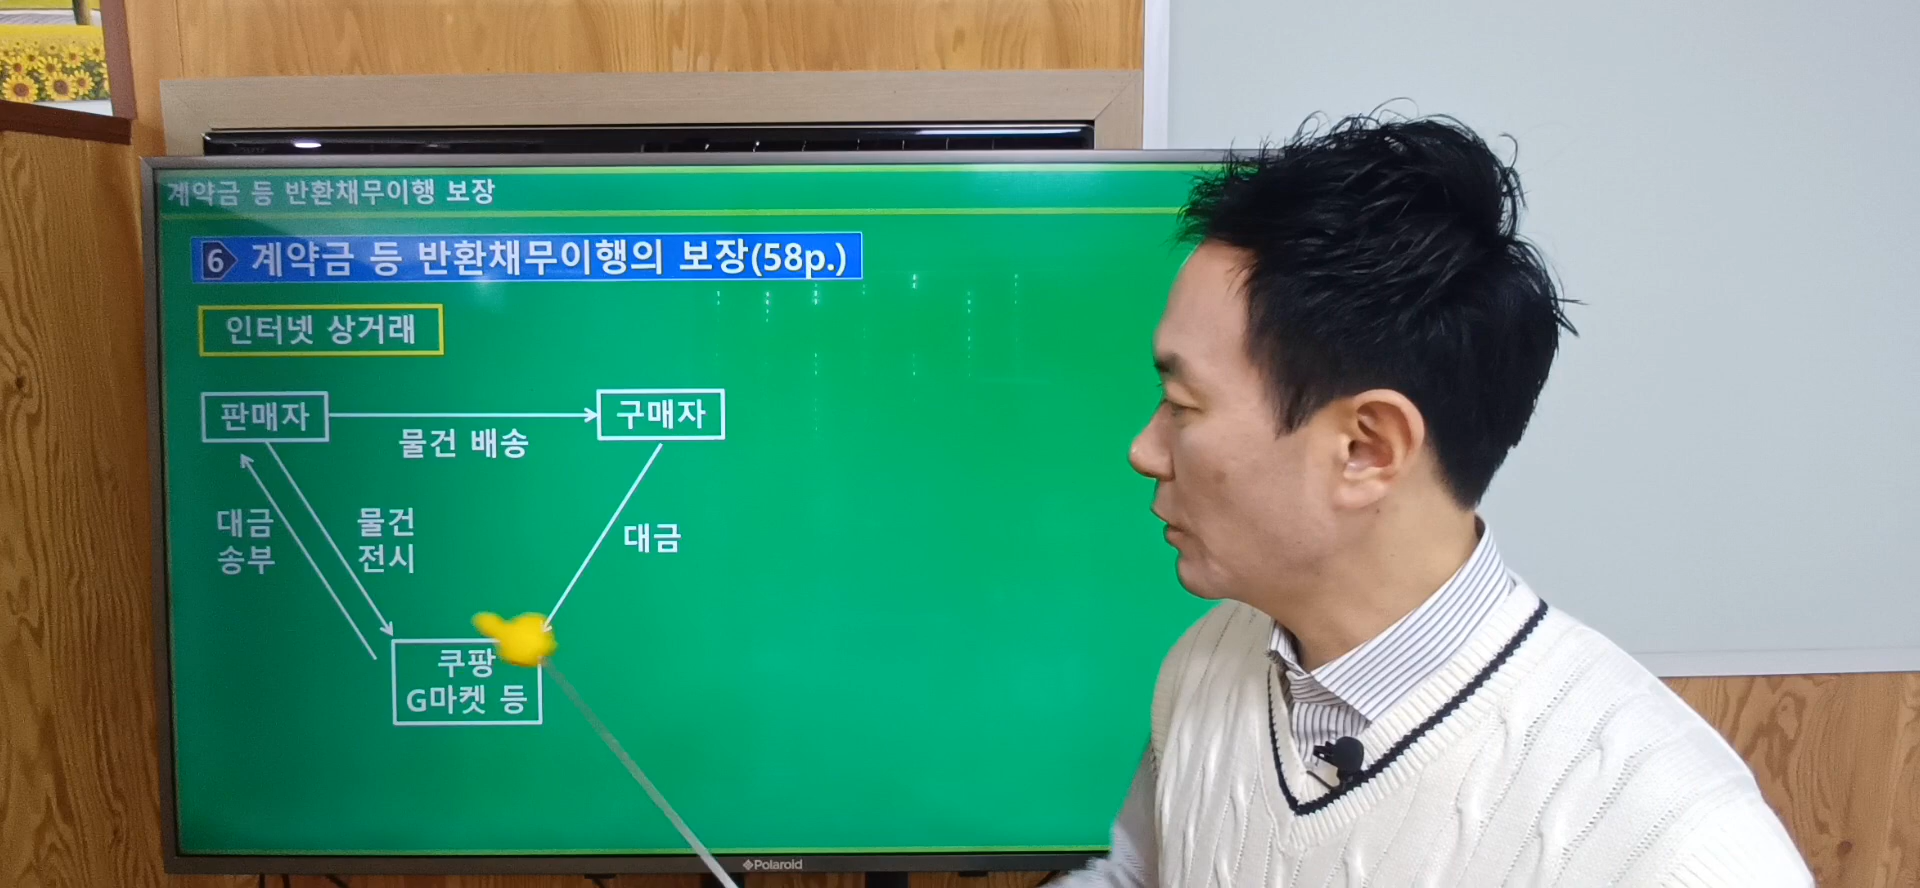 계약금 등 반환채무이행 보장
6 계약금 등 반환채무이행의 보장(58p.)
인터넷 상거래
판매자
구매자
물건 배송
대금
송부
물건
전시
대금
쿠팡
G마켓 등
Polaroid